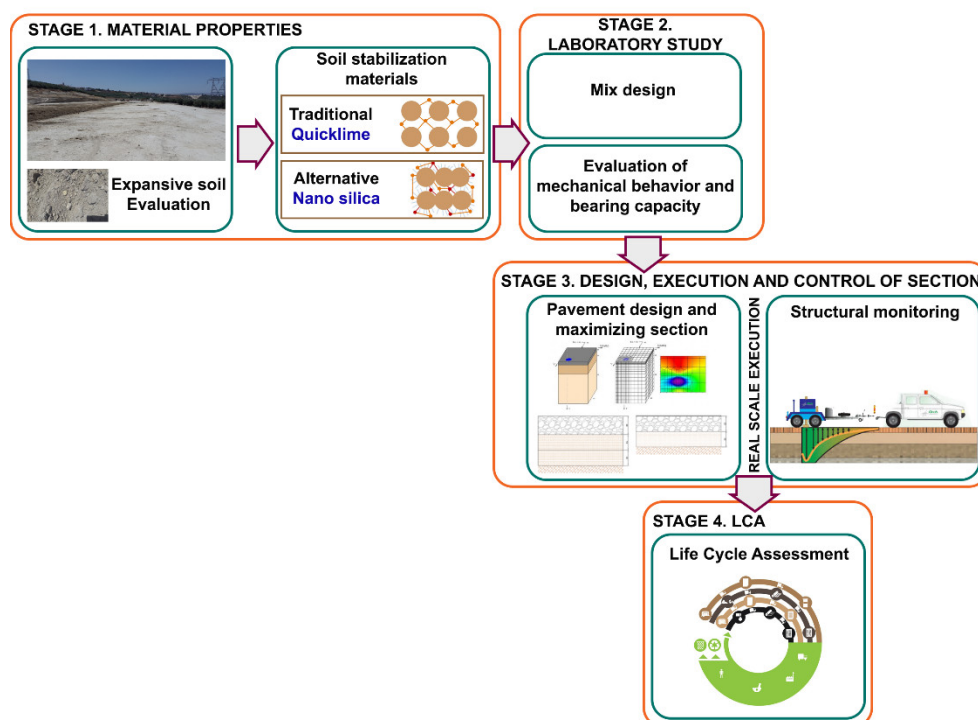 STAGE 1. MATERIAL PROPERTIES
Expansive soil
Evaluation
Soil stabilization
materials
Traditional
Quicklime
Alternative
Nano silica
STAGE 2.
LABORATORY STUDY
Mix design
Evaluation of
mechanical behavior and
bearing capacity
STAGE 3. DESIGN, EXECUTION AND CONTROL OF SECTION
Pavement design and
maximizing section
REAL SCALE EXECUTION
Structural monitoring
STAGE 4. LCA
Life Cycle Assessment